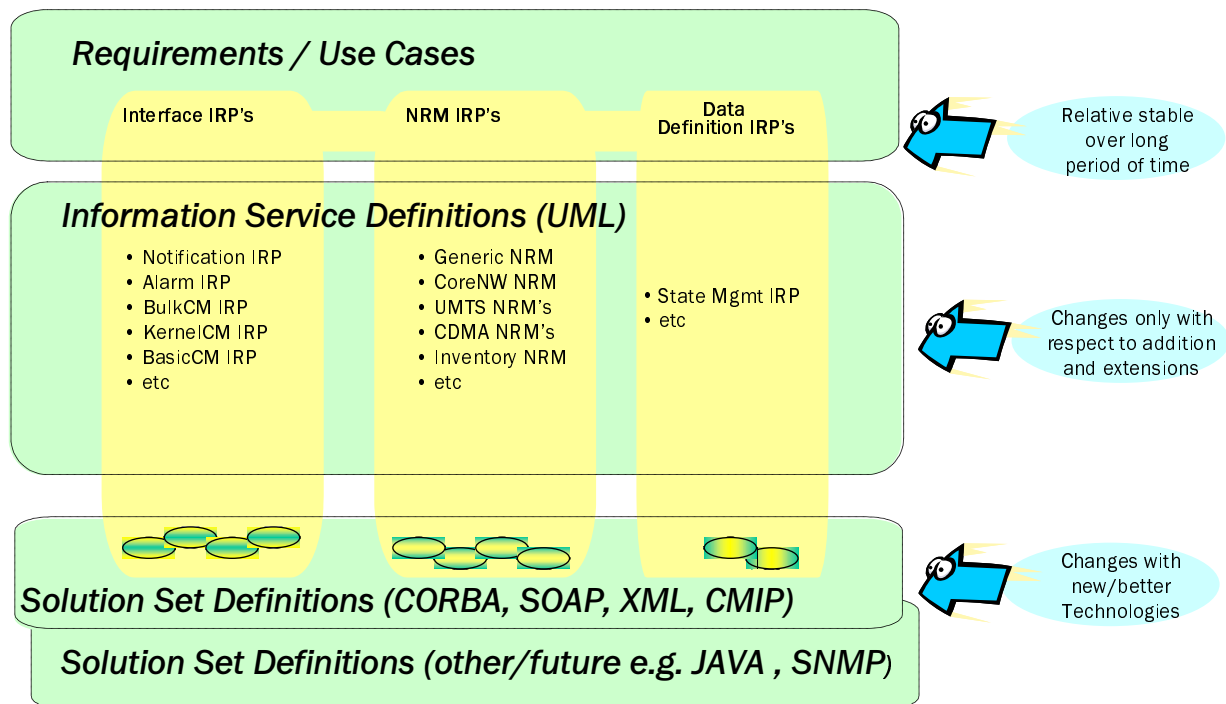 Requirements / Use Cases
Interface IRP's
NRM IRP's
Data
Definition IRP's
Relative stable
over long
period of time
Information Service Definitions (UML)
• Notification IRP
• Alarm IRP
• BulkCM IRP
• KernelCM IRP
• BasicCM IRP
• etc
• Generic NRM
• CoreNW NRM
• UMTS NRM's
• CDMA NRM's
• Inventory NRM
• etc
• State Mgmt IRP
• etc
Changes only with
respect to addition
and extensions
Solution Set Definitions (CORBA, SOAP, XML, CMIP)
Changes with
new/better
Technologies
Solution Set Definitions (other/future e.g. JAVA , SNMP)